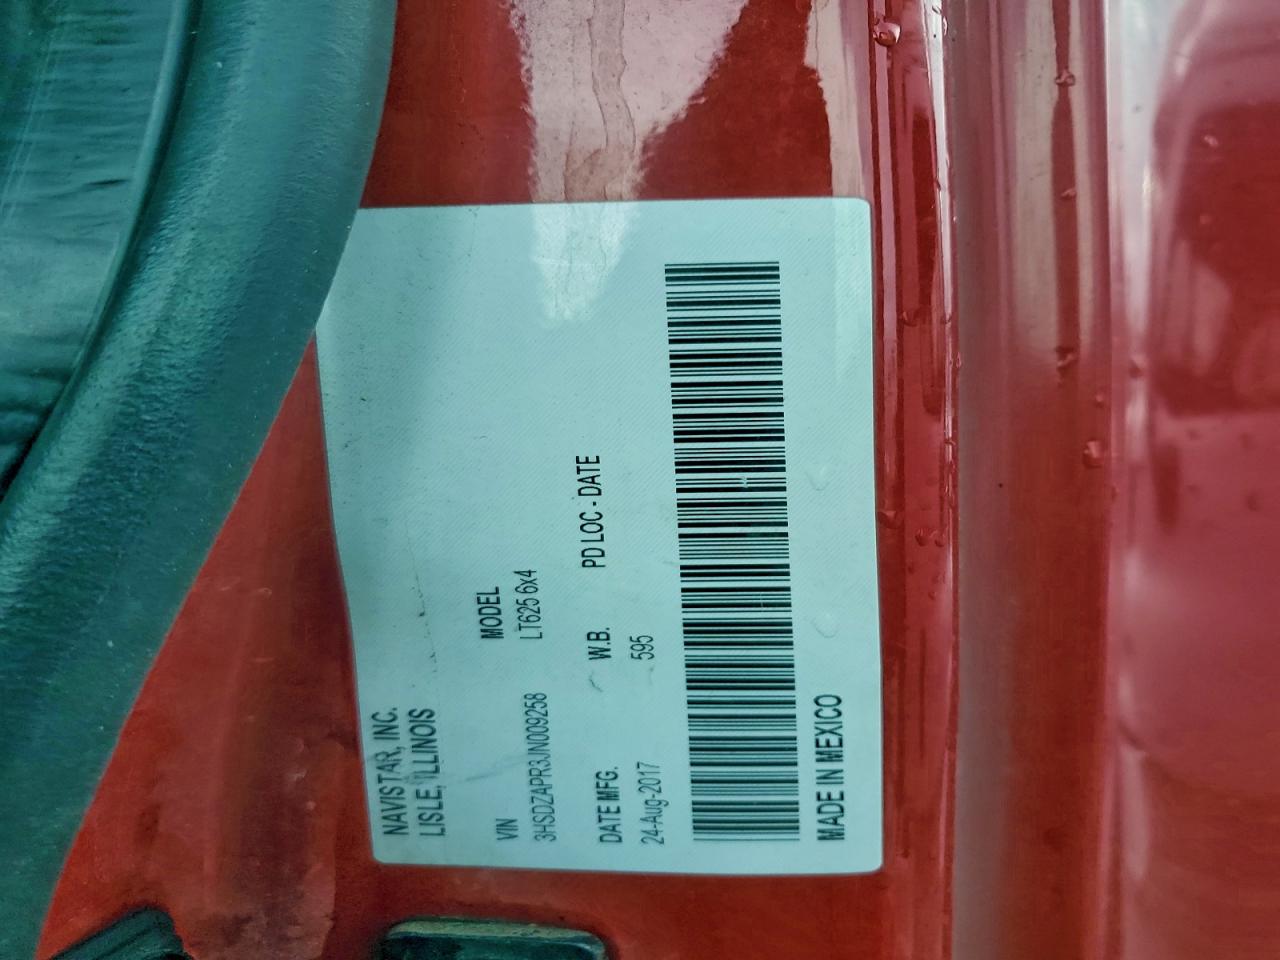 NAVISTAR, INC.
LISLE, ILLINOIS
VIN MODEL
3HSDZAPR3JN009258 LT625 6x4
DATE MFG. W.B. PD LOC - DATE
24-Aug-2017 595
MADE IN MEXICO